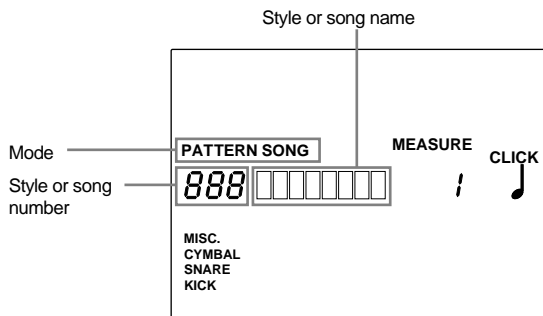 Style or song name
Mode
PATTERN SONG
MEASURE
CLICK
Style or song
number
888
1
MISC.
CYMBAL
SNARE
KICK